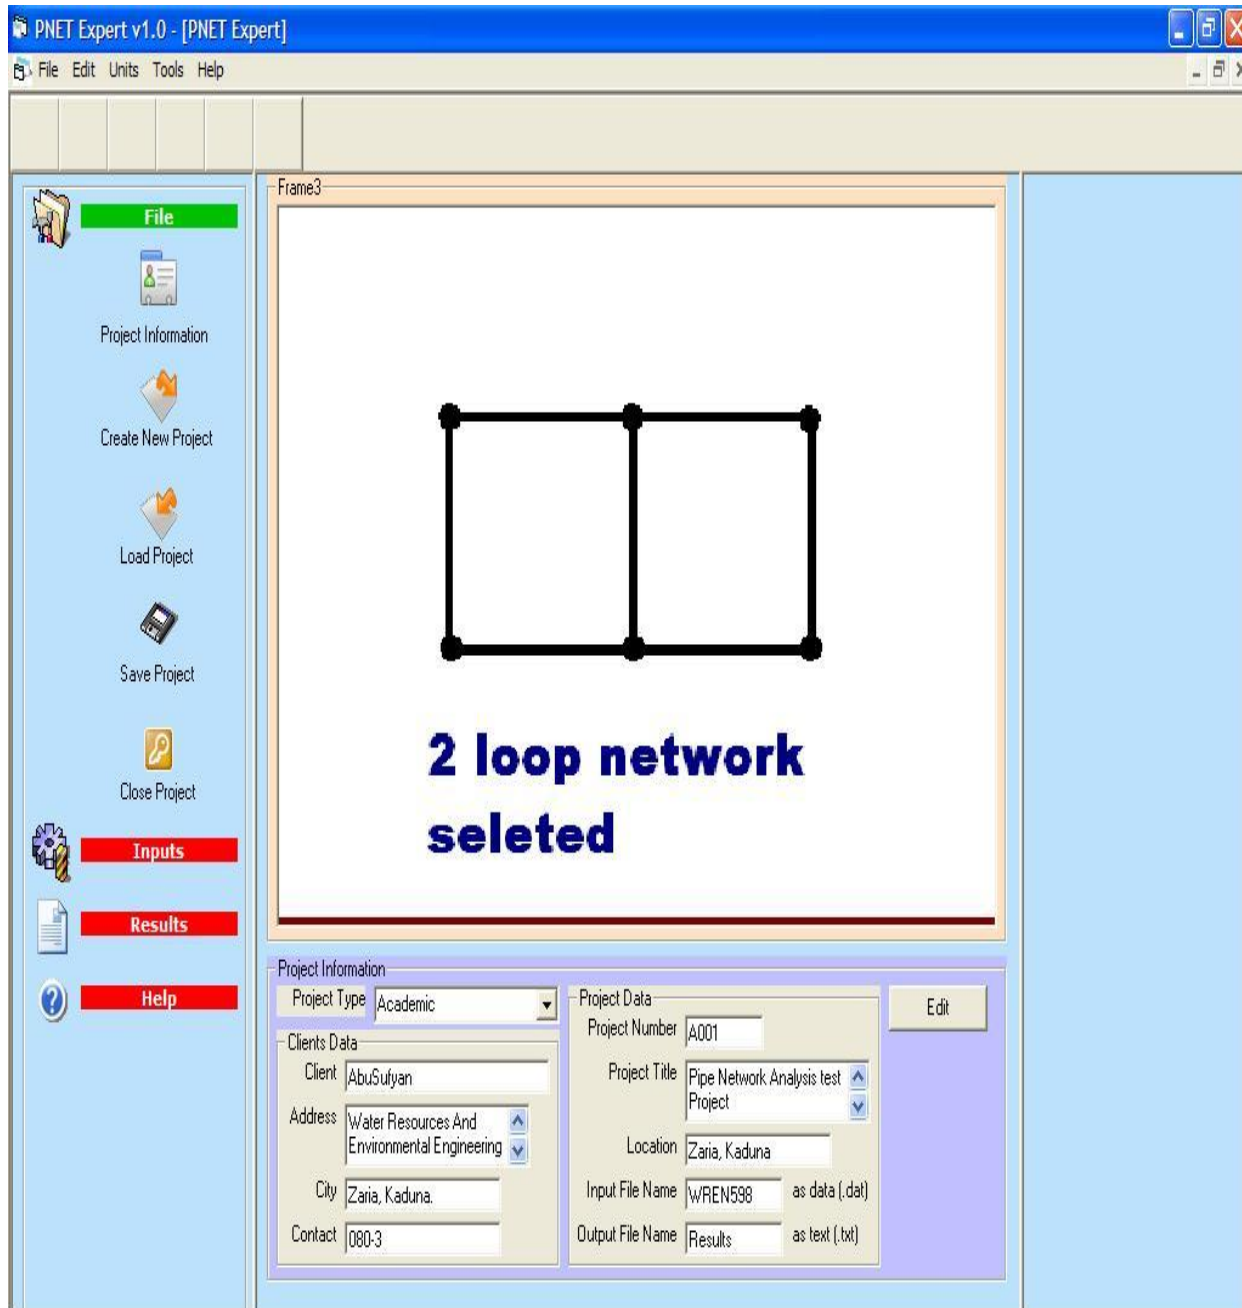 PNET Expert v1.0 - [PNET Expert]
File Edit Units Tools Help
File
Project Information
Create New Project
Load Project
Save Project
Close Project
Inputs
Results
Help
Frame3
2 loop network
seleted
Project Information
Project Type Academic
Clients Data
Client AbuSufyan
Address Water Resources And
Environmental Engineering
City Zaria, Kaduna.
Contact 080-3
Project Data
Project Number A001
Project Title Pipe Network Analysis test
Project
Location Zaria, Kaduna
Input File Name WREN598 as data (.dat)
Output File Name Results as text (.txt)
Edit